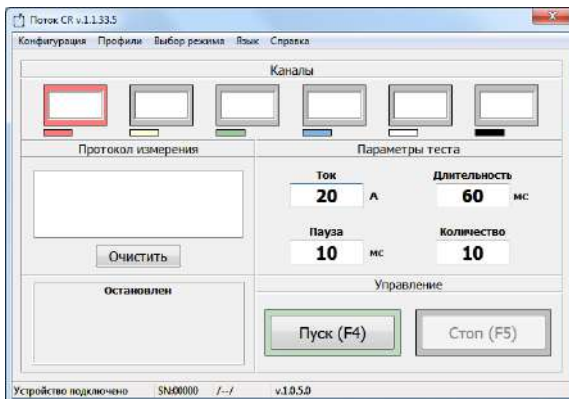 Поток CR v.1.1.33.5
Конфигурация Профили Выбор режима Язык Справка
Каналы
Протокол измерения
Параметры теста
Ток
Длительность
20 А
60 мс
Пауза
Количество
10 мс
10
Очистить
Остановлен
Управление
Пуск (F4)
Стоп (F5)
Устройство подключено SN:00000 /--/ v.1.0.5.0